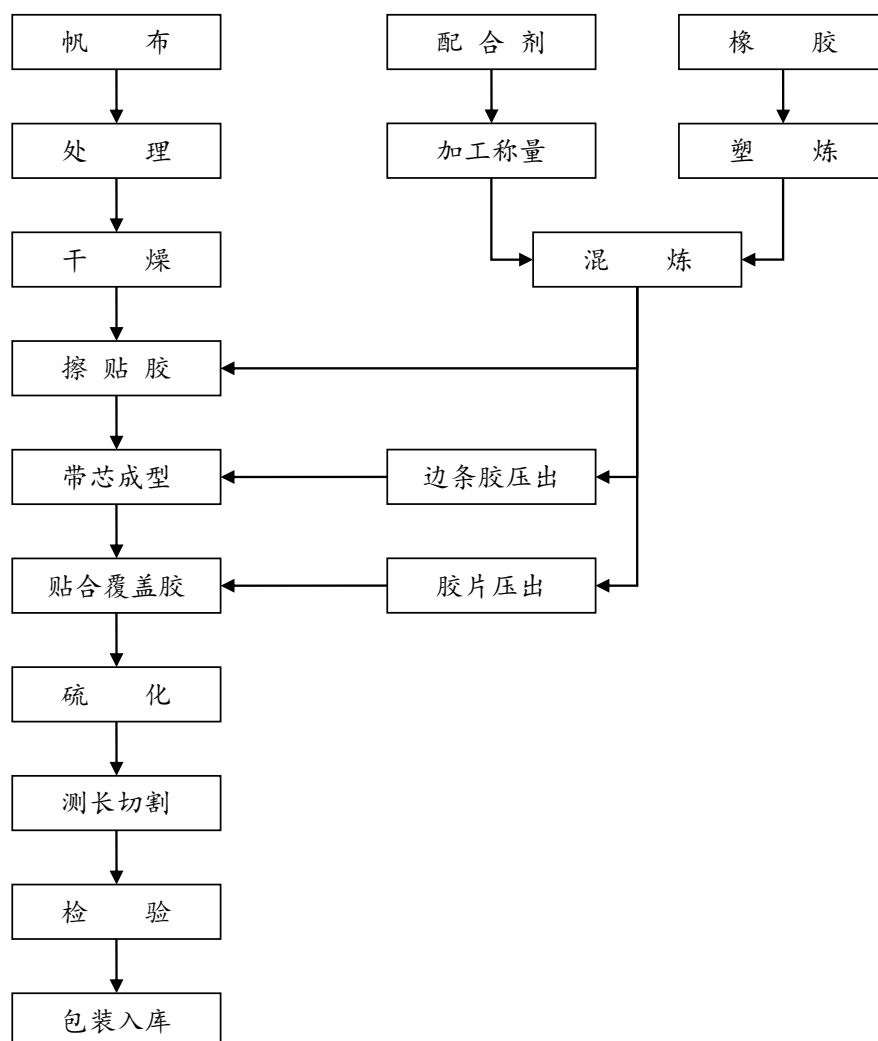 帆 布
配 合 剂
橡 胶
处 理
加工称量
塑 炼
干 燥
混 炼
擦 贴 胶
带芯成型
边条胶压出
贴合覆盖胶
胶片压出
硫 化
测长切割
检 验
包装入库